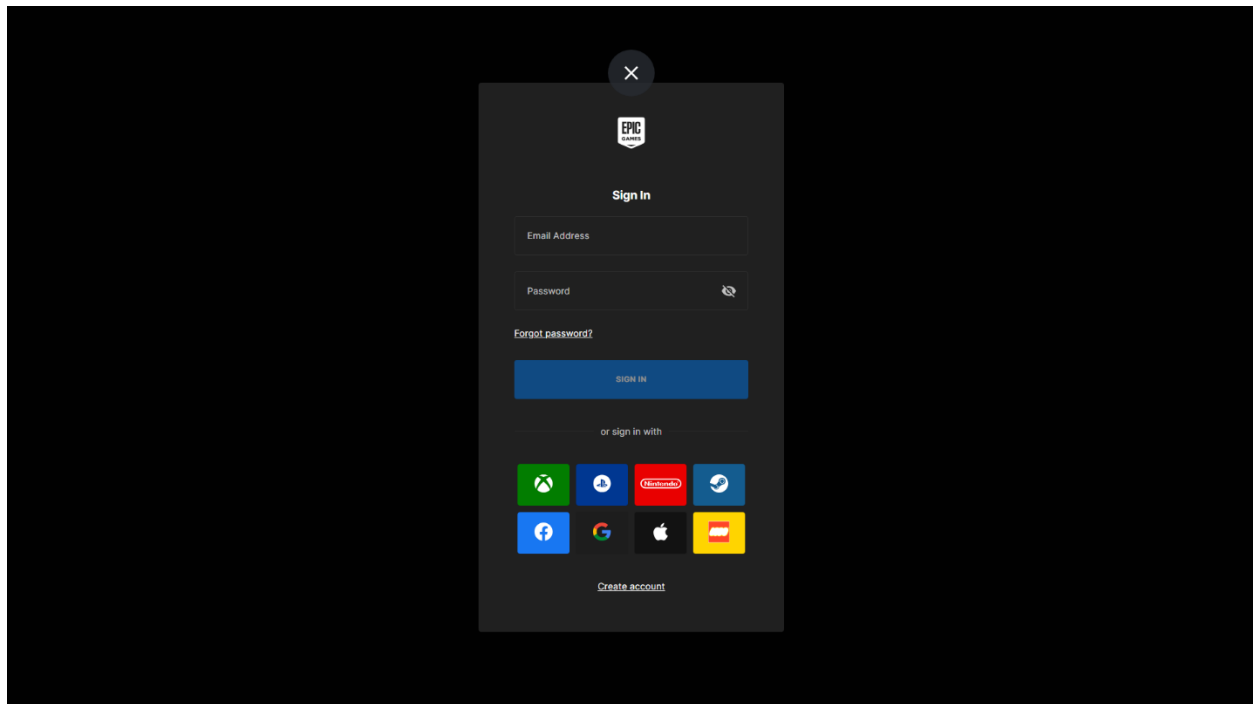 EPIC
GAMES
Sign In
Email Address
Password
Forgot password?
SIGN IN
or sign in with
Nintendo
Create account